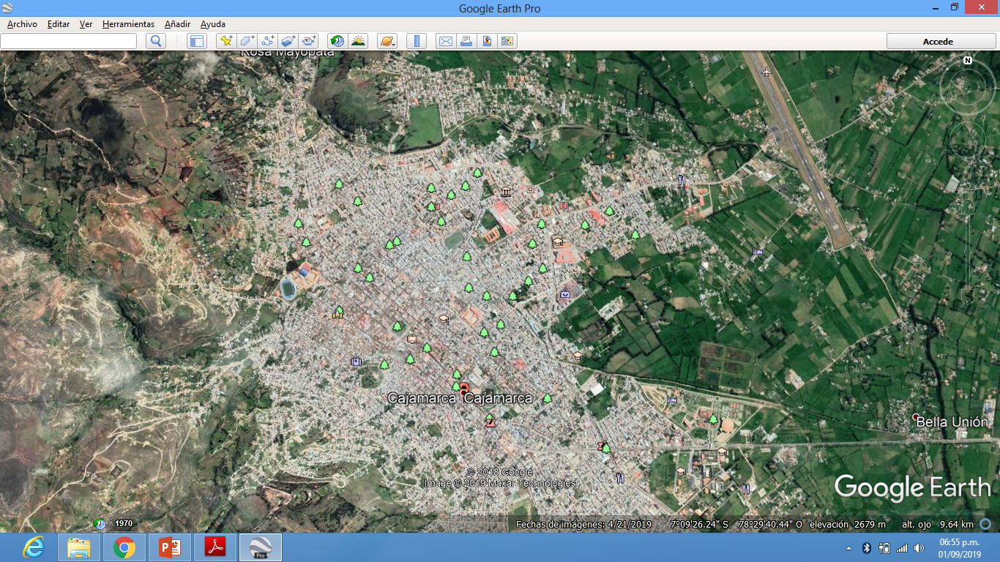 Google Earth Pro
Archivo Editar Ver Herramientas Añadir Ayuda
Accede
Rosa Mayopata
N
H
H
Cajamarca Cajamarca
Bella Unión
© 2018 Google
Image © 2019 Maxar Technologies
Google Earth
1970
Fechas de imágenes: 4/21/2019 7°09'26.24" S 78°29'40.44" O elevación 2679 m alt. ojo 9.64 km
Pro
06:55 p.m.
01/09/2019